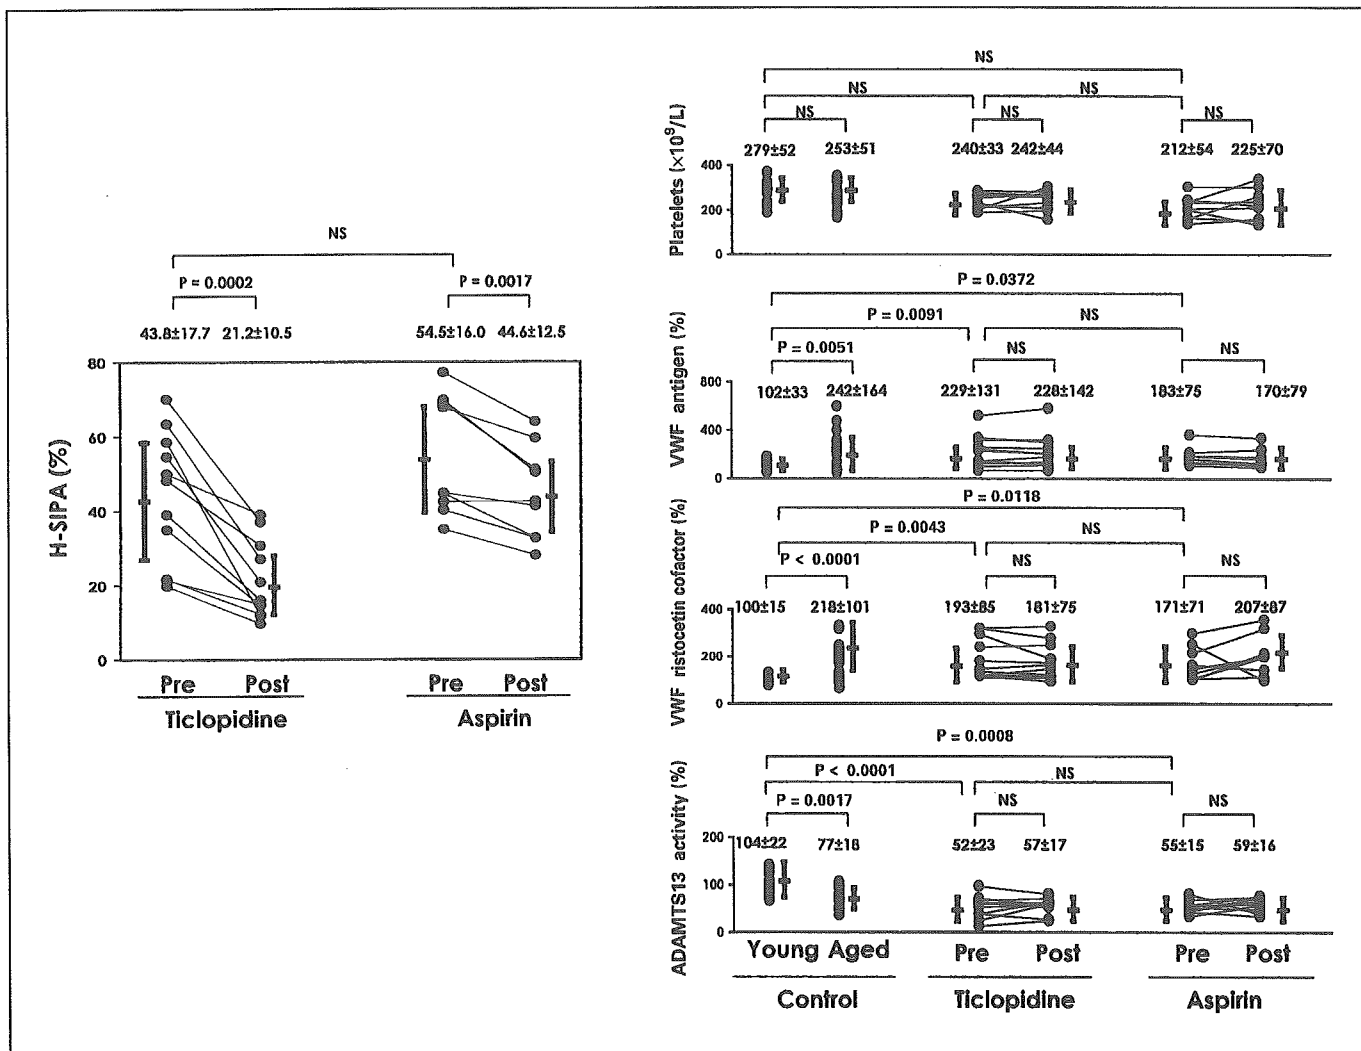 NS
P = 0.0002
P = 0.0017
43.8±17.7 21.2±10.5
54.5±16.0 44.6±12.5
H-SIPA (%)
80
60
40
20
0
Pre Post
Pre Post
Ticlopidine
Aspirin
NS
NS
NS
NS
NS
NS
Platelets (×10⁹/L)
279±52 253±51
240±33 242±44
212±54 225±70
400
200
0
P = 0.0372
P = 0.0091
NS
P = 0.0051
NS
NS
VWF antigen (%)
102±33 242±164
229±131 228±142
183±75 170±79
800
400
0
P = 0.0118
P = 0.0043
NS
P < 0.0001
NS
NS
VWF ristocetin cofactor (%)
100±15 218±101
193±85 181±75
171±71 207±87
400
200
0
P = 0.0008
P < 0.0001
NS
P = 0.0017
NS
NS
ADAMTS13 activity (%)
104±22 77±18
52±23 57±17
55±15 59±16
200
100
0
Young Aged
Pre Post
Pre Post
Control
Ticlopidine
Aspirin